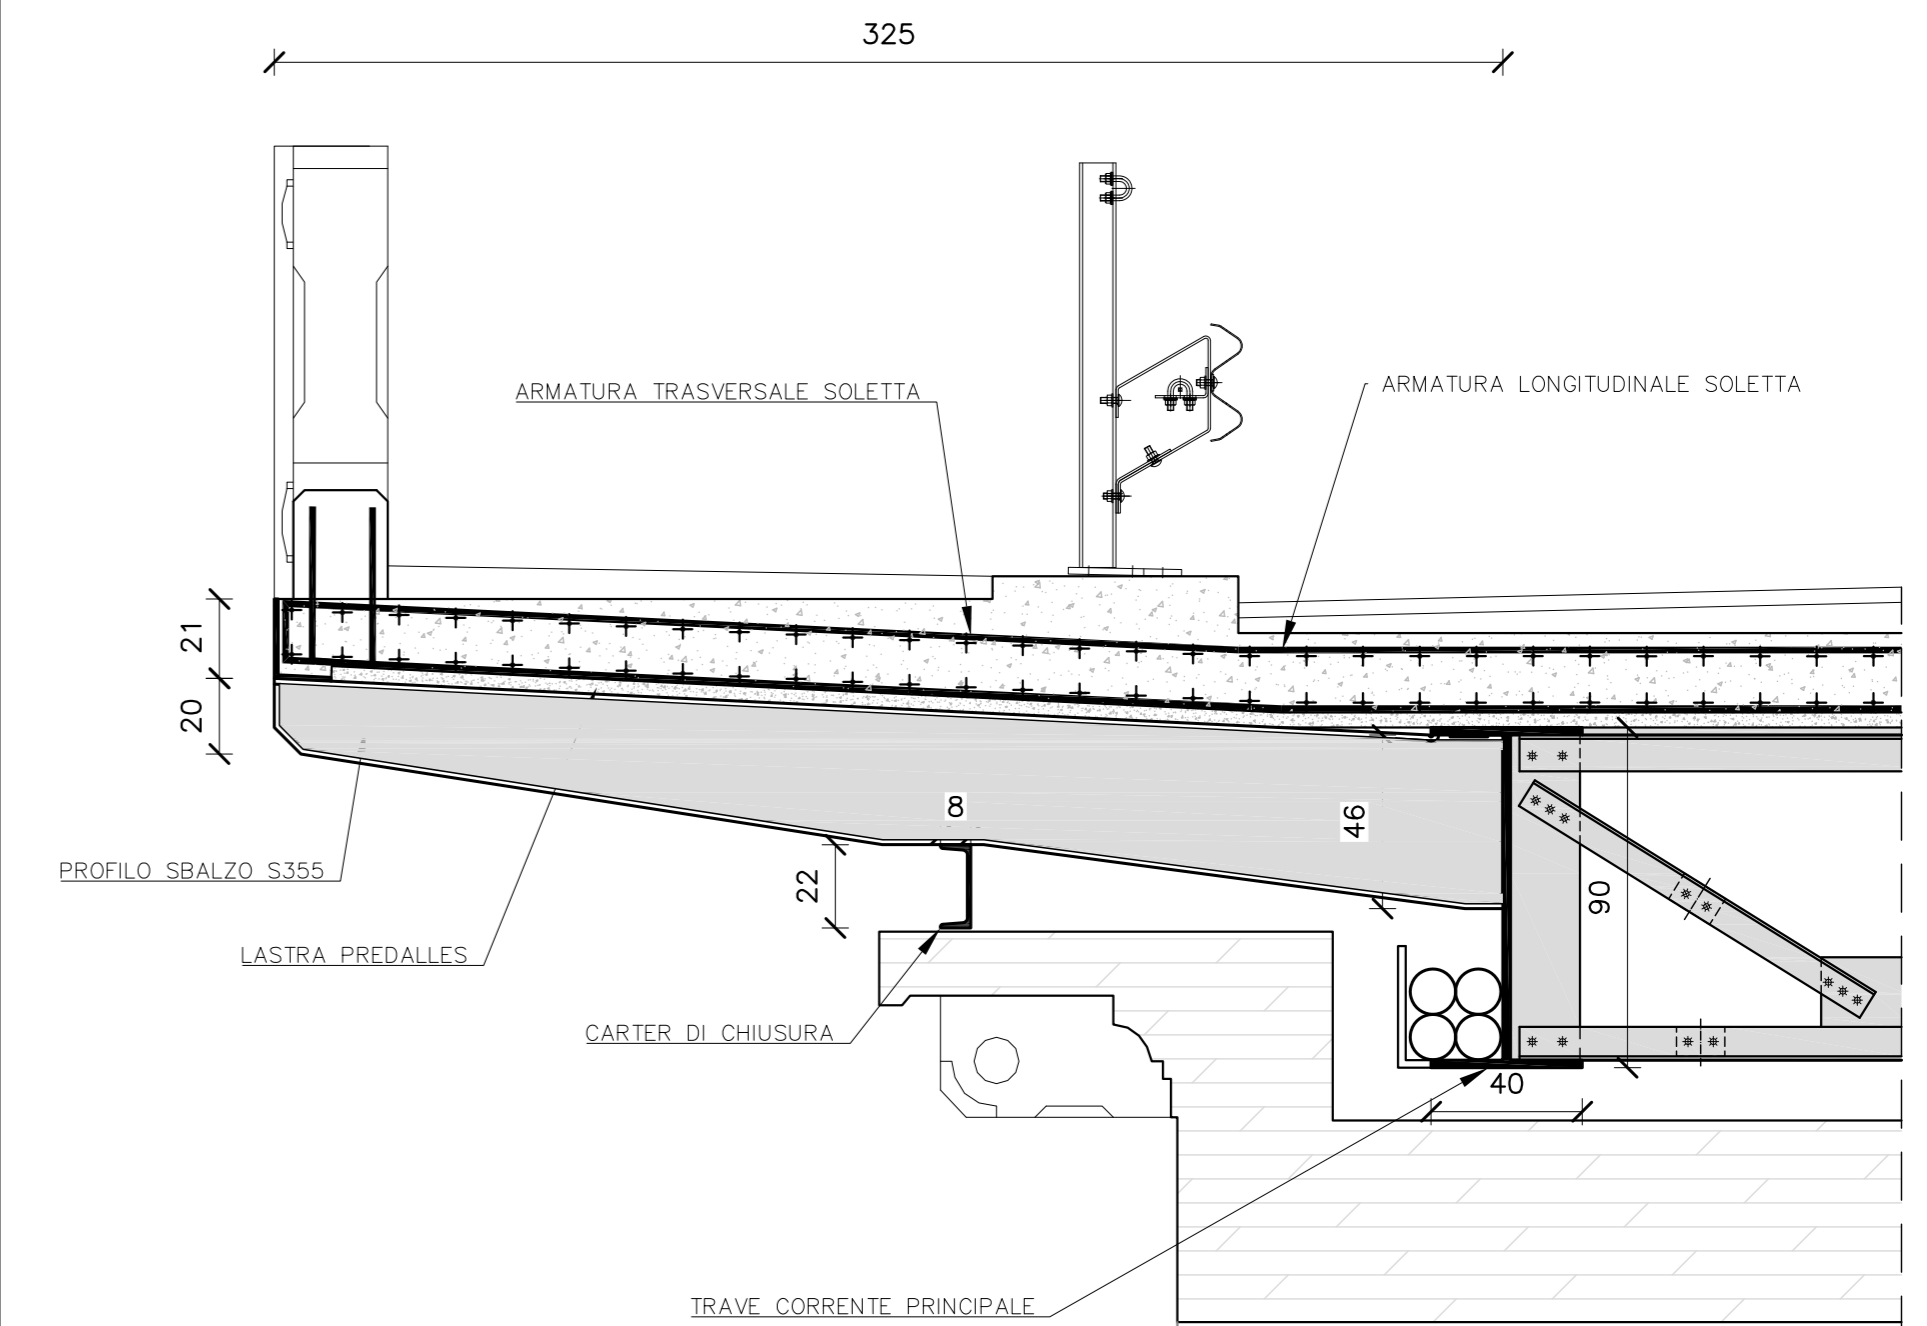 325
ARMATURA TRASVERSALE SOLETTA
ARMATURA LONGITUDINALE SOLETTA
21
20
8
46
PROFILO SBALZO S355
22
90
LASTRA PREDALLES
CARTER DI CHIUSURA
40
TRAVE CORRENTE PRINCIPALE